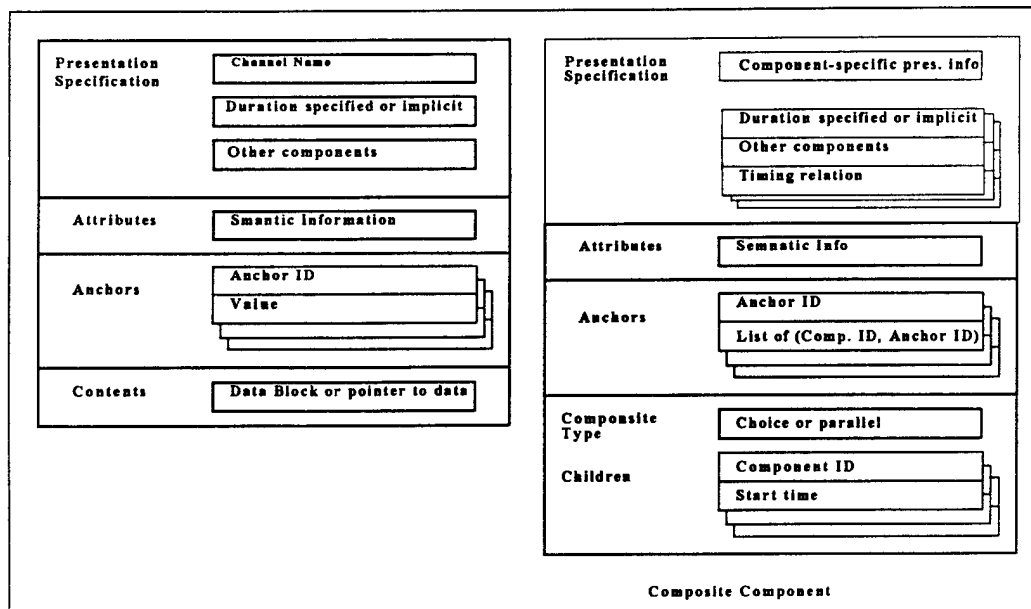 Presentation
Specification
Channel Name
Duration specified or implicit
Other components
Attributes
Smantic Information
Anchors
Anchor ID
Value
Contents
Data Block or pointer to data
Presentation
Specification
Component-specific pres. info
Duration specified or implicit
Other components
Timing relation
Attributes
Semnatic Info
Anchors
Anchor ID
List of (Comp. ID, Anchor ID)
Componsite
Type
Choice or parallel
Children
Component ID
Start time
Composite Component